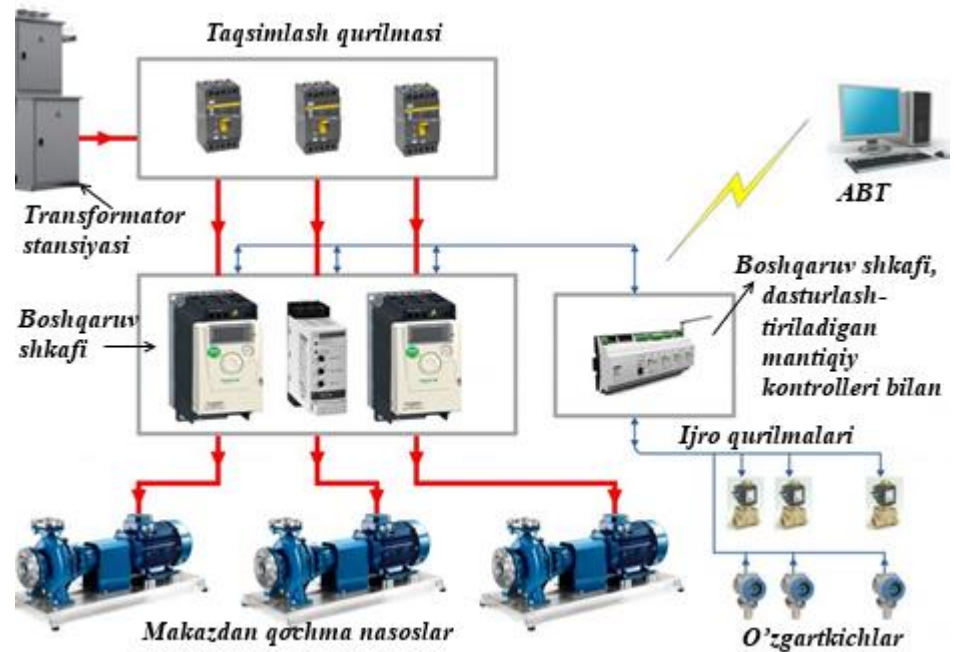 Taqsimlash qurilmasi
ABT
Transformator
stansiyasi
Boshqaruv shkafi,
dasturlash-
tiriladigan
mantiqiy
kontrolleri bilan
Boshqaruv
shkafi
Ijro qurilmalari
Makazdan qochma nasoslar
O'zgartkichlar